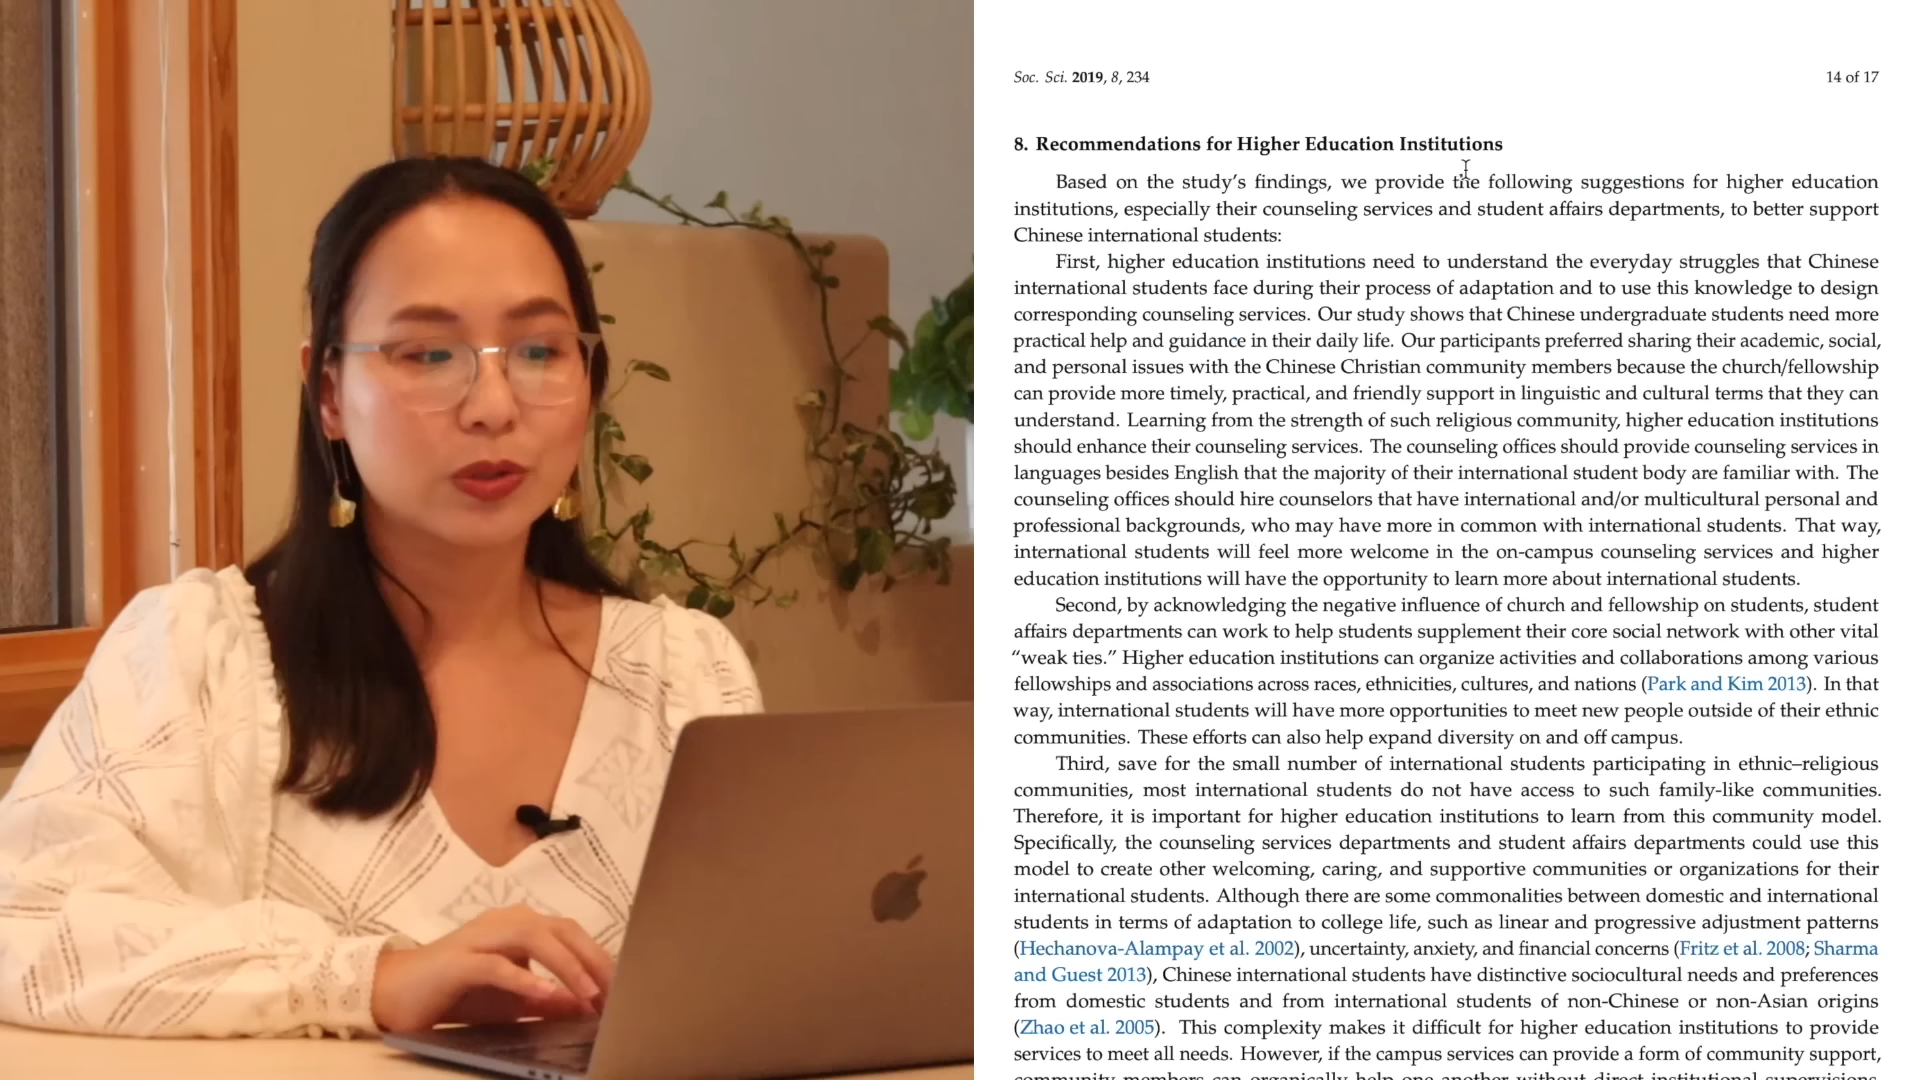 Soc. Sci. 2019, 8, 234
14 of 17
8. Recommendations for Higher Education Institutions
Based on the study's findings, we provide the following suggestions for higher education
institutions, especially their counseling services and student affairs departments, to better support
Chinese international students:
First, higher education institutions need to understand the everyday struggles that Chinese
international students face during their process of adaptation and to use this knowledge to design
corresponding counseling services. Our study shows that Chinese undergraduate students need more
practical help and guidance in their daily life. Our participants preferred sharing their academic, social,
and personal issues with the Chinese Christian community members because the church/fellowship
can provide more timely, practical, and friendly support in linguistic and cultural terms that they can
understand. Learning from the strength of such religious community, higher education institutions
should enhance their counseling services. The counseling offices should provide counseling services in
languages besides English that the majority of their international student body are familiar with. The
counseling offices should hire counselors that have international and/or multicultural personal and
professional backgrounds, who may have more in common with international students. That way,
international students will feel more welcome in the on-campus counseling services and higher
education institutions will have the opportunity to learn more about international students.
Second, by acknowledging the negative influence of church and fellowship on students, student
affairs departments can work to help students supplement their core social network with other vital
“weak ties.” Higher education institutions can organize activities and collaborations among various
fellowships and associations across races, ethnicities, cultures, and nations (Park and Kim 2013). In that
way, international students will have more opportunities to meet new people outside of their ethnic
communities. These efforts can also help expand diversity on and off campus.
Third, save for the small number of international students participating in ethnic–religious
communities, most international students do not have access to such family-like communities.
Therefore, it is important for higher education institutions to learn from this community model.
Specifically, the counseling services departments and student affairs departments could use this
model to create other welcoming, caring, and supportive communities or organizations for their
international students. Although there are some commonalities between domestic and international
students in terms of adaptation to college life, such as linear and progressive adjustment patterns
(Hechanova-Alampay et al. 2002), uncertainty, anxiety, and financial concerns (Fritz et al. 2008; Sharma
and Guest 2013), Chinese international students have distinctive sociocultural needs and preferences
from domestic students and from international students of non-Chinese or non-Asian origins
(Zhao et al. 2005). This complexity makes it difficult for higher education institutions to provide
services to meet all needs. However, if the campus services can provide a form of community support,
community members can organically help one another without direct institutional supervisions.